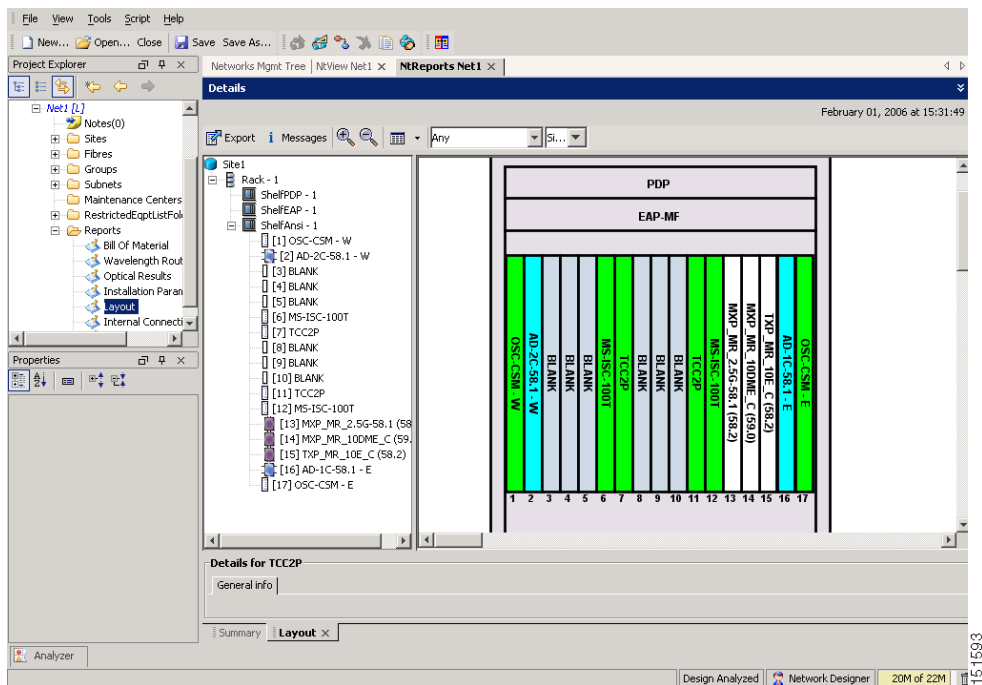 File View Tools Script Help
New... Open... Close Save Save As...
Project Explorer
Networks Mgmt Tree NtView Net1 NtReports Net1
Details
February 01, 2006 at 15:31:49
Net1 [L]
Notes(0)
Sites
Fibres
Groups
Subnets
Maintenance Centers
RestrictedEqptListFol
Reports
Bill Of Material
Wavelength Rout
Optical Results
Installation Param
Layout
Internal Connecti
Properties
Export Messages Any Si...
Site1
Rack - 1
ShelfPDP - 1
ShelfEAP - 1
ShelfAnsi - 1
[1] OSC-CSM - W
[2] AD-2C-58.1 - W
[3] BLANK
[4] BLANK
[5] BLANK
[6] MS-ISC-100T
[7] TCC2P
[8] BLANK
[9] BLANK
[10] BLANK
[11] TCC2P
[12] MS-ISC-100T
[13] MXP_MR_2.5G-58.1 (58
[14] MXP_MR_10DME_C (59.
[15] TXP_MR_10E_C (58.2)
[16] AD-1C-58.1 - E
[17] OSC-CSM - E
PDP
EAP-MF
OSC-CSM - W
AD-2C-58.1 - W
BLANK
BLANK
BLANK
MS-ISC-100T
TCC2P
BLANK
BLANK
BLANK
TCC2P
MS-ISC-100T
MXP_MR_2.5G-58.1 (58.2)
MXP_MR_10DME_C (59.0)
TXP_MR_10E_C (58.2)
AD-1C-58.1 - E
OSC-CSM - E
1 2 3 4 5 6 7 8 9 10 11 12 13 14 15 16 17
Details for TCC2P
General info
Summary Layout
Analyzer
Design Analyzed Network Designer 20M of 22M
151593